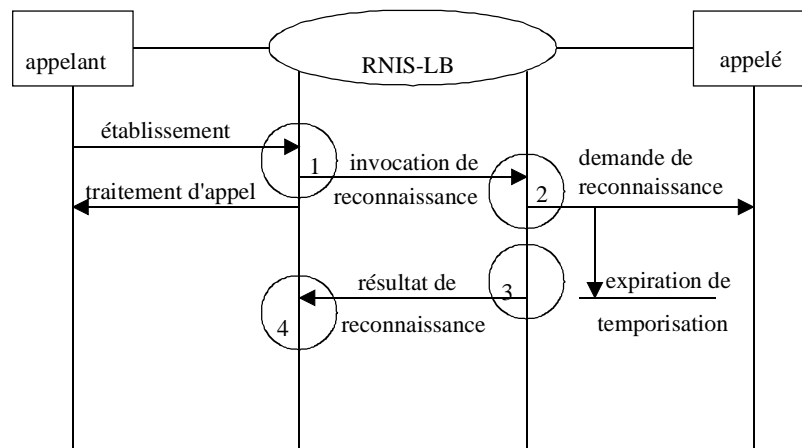 appelant
RNIS-LB
appelé
établissement
1
invocation de
reconnaissance
demande de
reconnaissance
2
traitement d'appel
résultat de
reconnaissance
3
4
expiration de
temporisation